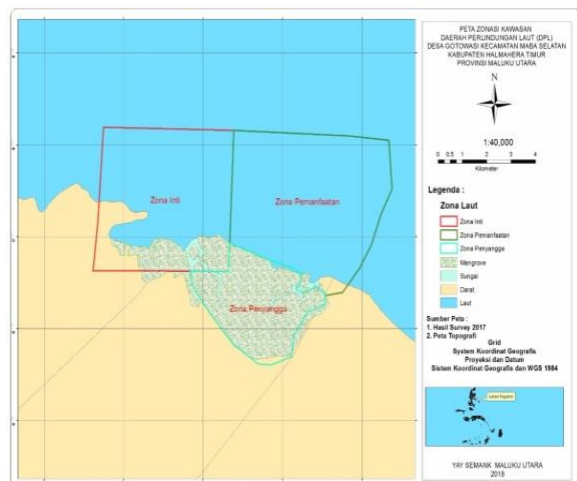 PETA ZONASI KAWASAN
DAERAH PERLINDUNGAN LAUT (DPL)
DESA GOTOWASI KECAMATAN MABA SELATAN
KABUPATEN HALMAHERA TIMUR
PROVINSI MALUKU UTARA
N
1:40,000
0 0.5 1 2 3 4
Kilometer
Legenda :
Zona Laut
Zona Inti
Zona Pemanfaatan
Zona Penyangga
Mangrove
Sungai
Darat
Laut
Sumber Peta :
1. Hasil Survey 2017
2. Peta Topografi
Grid
System Koordinat Geografis
Proyeksi dan Datum
Sistem Koordinat Geografis dan WGS 1984
YAY SEMANK MALUKU UTARA
2018
Zona Inti
Zona Pemanfaatan
Zona Penyangga